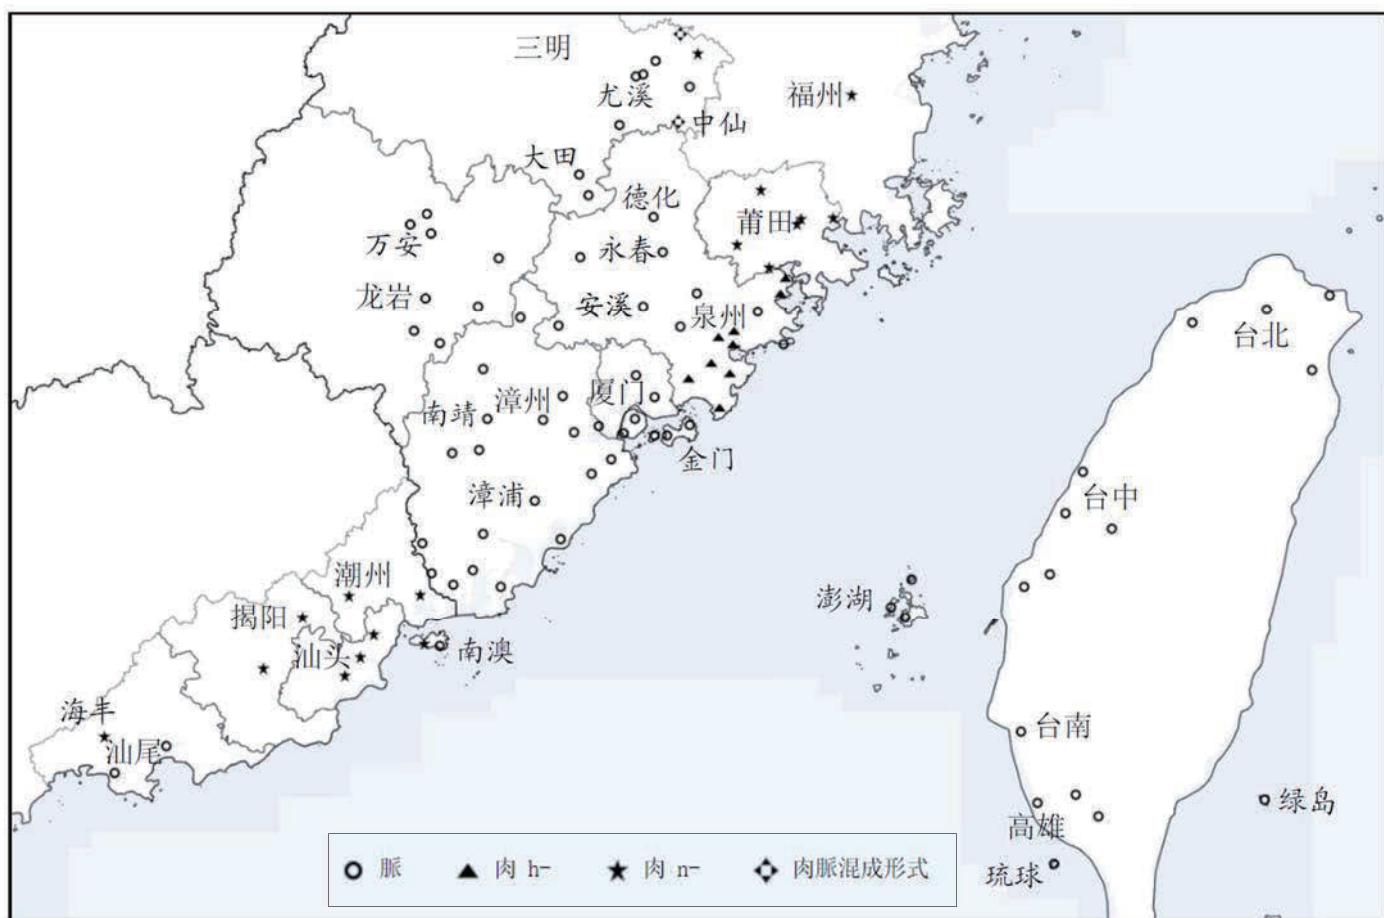 三明
尤溪
福州
中仙
大田
德化
莆田
万安
永春
龙岩
安溪
泉州
台北
南靖
漳州
厦门
金门
漳浦
台中
潮州
揭阳
澎湖
汕头
南澳
海丰
汕尾
台南
绿岛
高雄
琉球
脈 肉 h- 肉 n- 肉脈混成形式